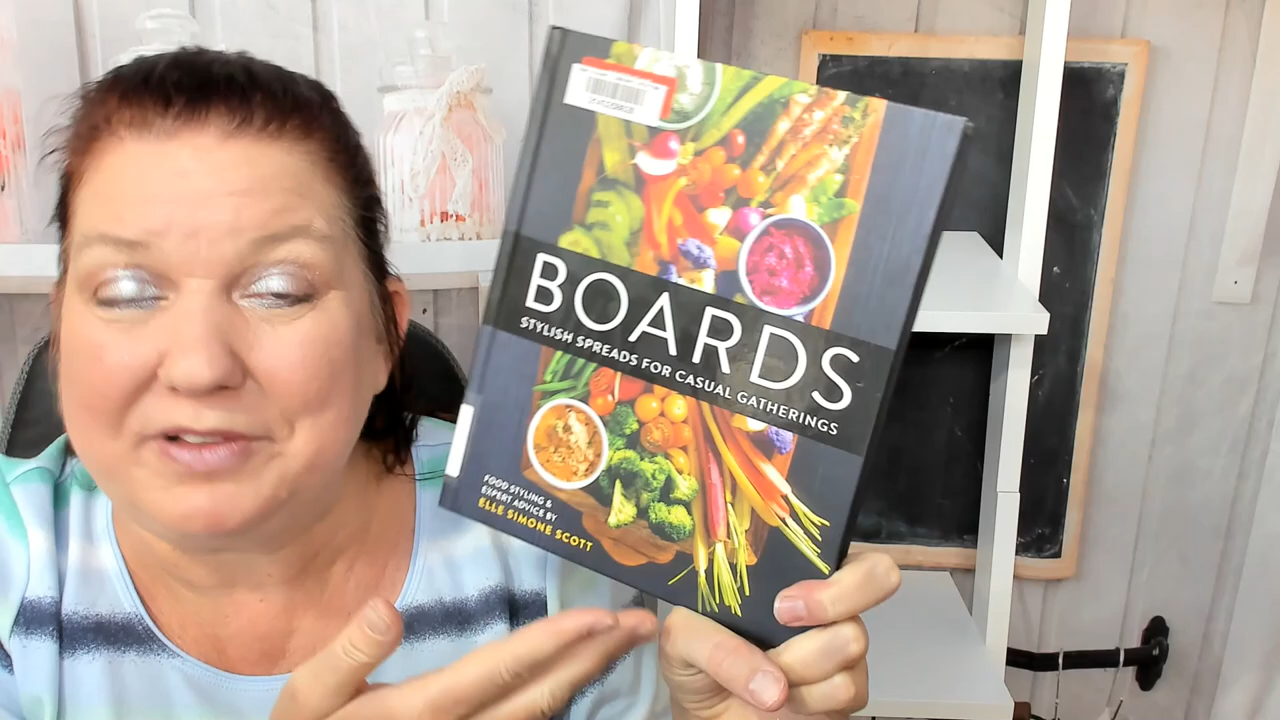 BOARDS
STYLISH SPREADS FOR CASUAL GATHERINGS
FOOD STYLING &
EXPERT ADVICE BY
ELLE SIMONE SCOTT